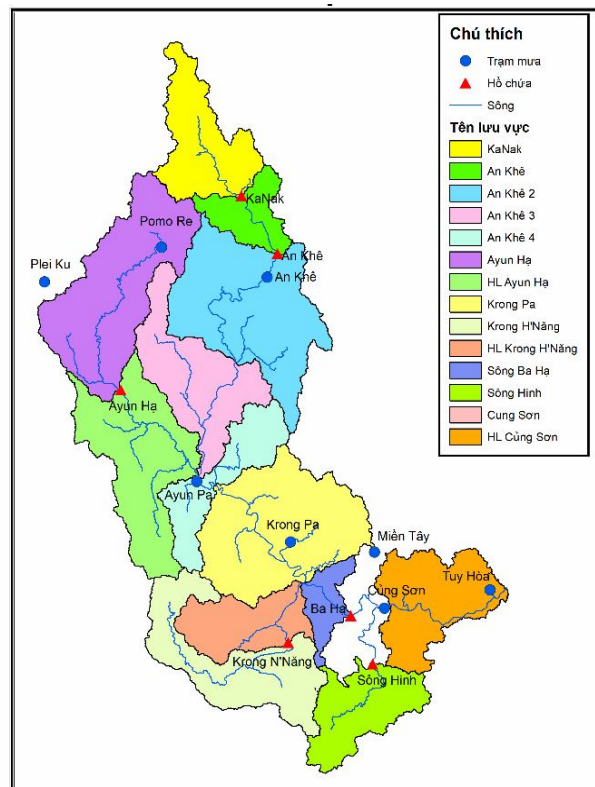 Chú thích
Trạm mưa
Hồ chứa
Sông
Tên lưu vực
KaNak
An Khê
An Khê 2
An Khê 3
An Khê 4
Ayun Hạ
HL Ayun Hạ
Krong Pa
Krong H'Năng
HL Krong H'Năng
Sông Ba Hạ
Sông Hinh
Cung Sơn
HL Củng Sơn
KaNak
Pomo Re
Plei Ku
An Khê
An Khê
Ayun Hạ
Ayun Pa
Krong Pa
Miền Tây
Tuy Hòa
Ba Hạ
Củng Sơn
Krong N'Năng
Sông Hinh